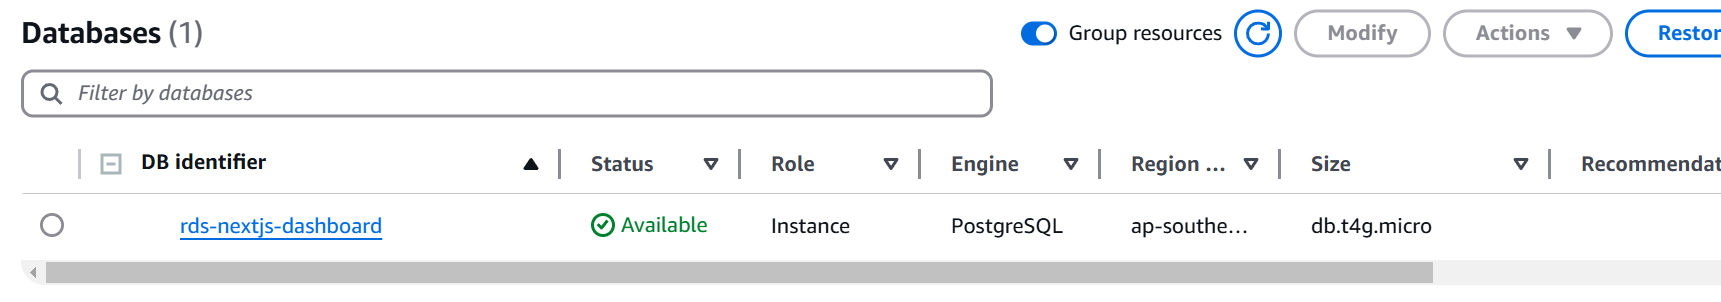 Databases (1)
Group resources
Modify
Actions
Restor
Filter by databases
DB identifier Status Role Engine Region ... Size Recommendat
rds-nextjs-dashboard Available Instance PostgreSQL ap-southe... db.t4g.micro